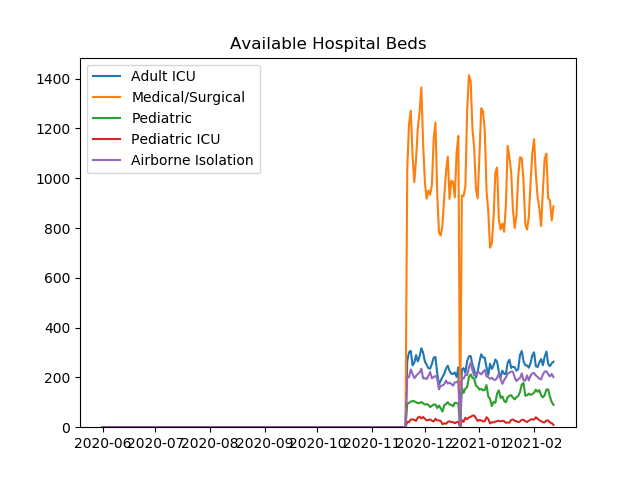 Available Hospital Beds
Adult ICU
Medical/Surgical
Pediatric
Pediatric ICU
Airborne Isolation
1400
1200
1000
800
600
400
200
0
2020-06 2020-07 2020-08 2020-09 2020-10 2020-11 2020-12 2021-01 2021-02